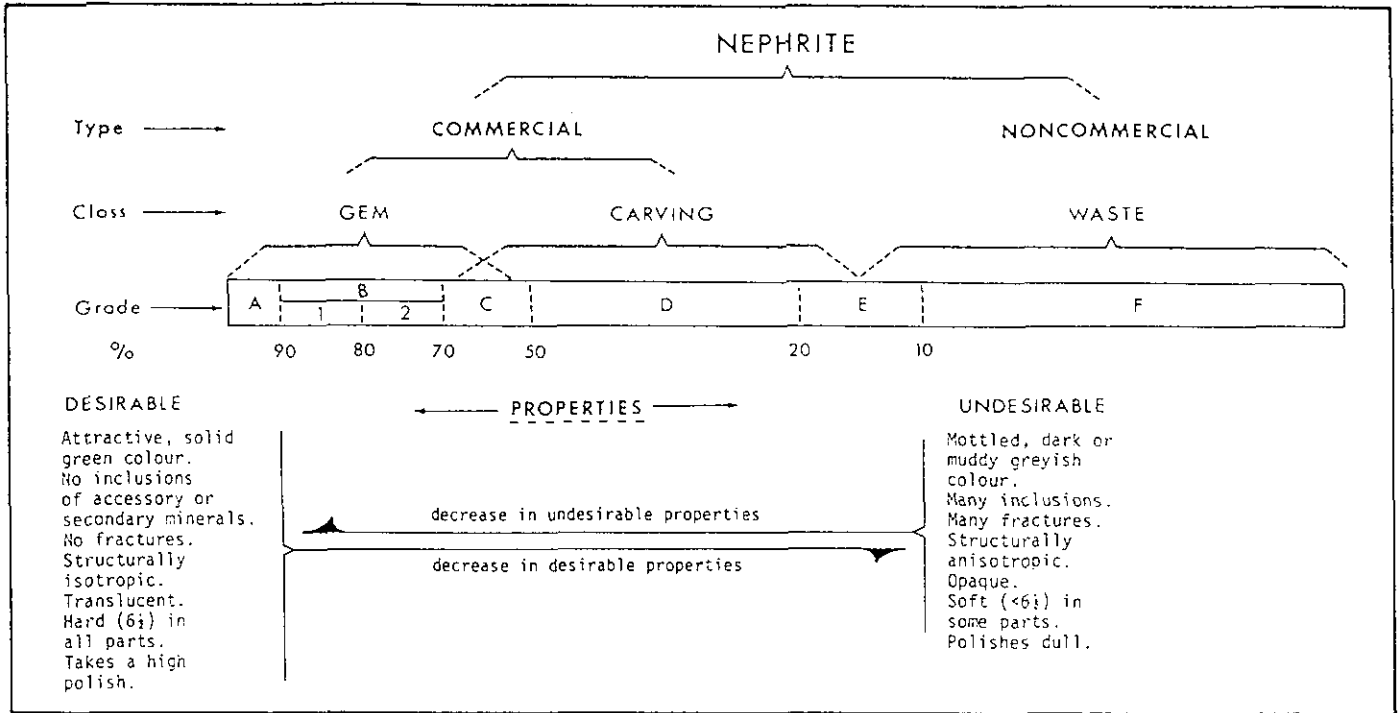 NEPHRITE
Type
COMMERCIAL
NONCOMMERCIAL
Class
GEM
CARVING
WASTE
Grade
A
B
1
2
C
D
E
F
%
90
80
70
50
20
10
DESIRABLE
Attractive, solid
green colour.
No inclusions
of accessory or
secondary minerals.
No fractures.
Structurally
isotropic.
Translucent.
Hard (6½) in
all parts.
Takes a high
polish.
PROPERTIES
decrease in undesirable properties
decrease in desirable properties
UNDESIRABLE
Mottled, dark or
muddy greyish
colour.
Many inclusions.
Many fractures.
Structurally
anisotropic.
Opaque.
Soft (<6½) in
some parts.
Polishes dull.